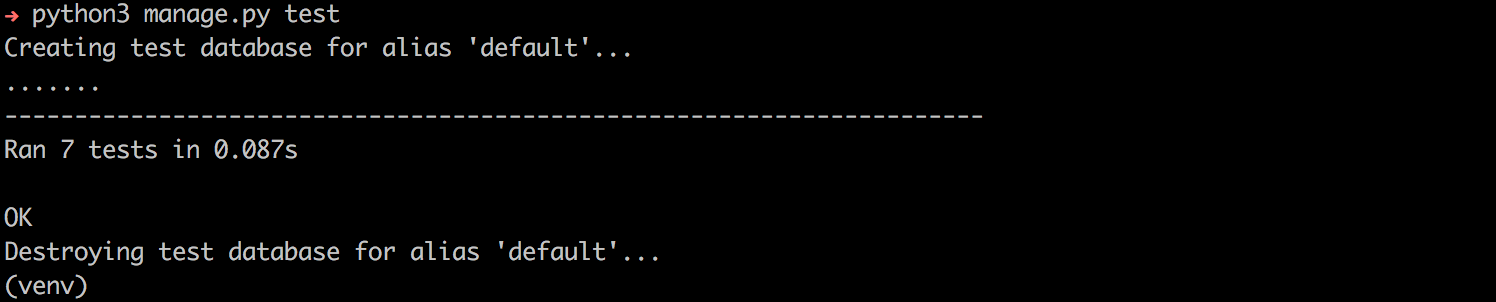 → python3 manage.py test
Creating test database for alias 'default'...
.......
----------------------------------------------------------------------
Ran 7 tests in 0.087s
OK
Destroying test database for alias 'default'...
(venv)